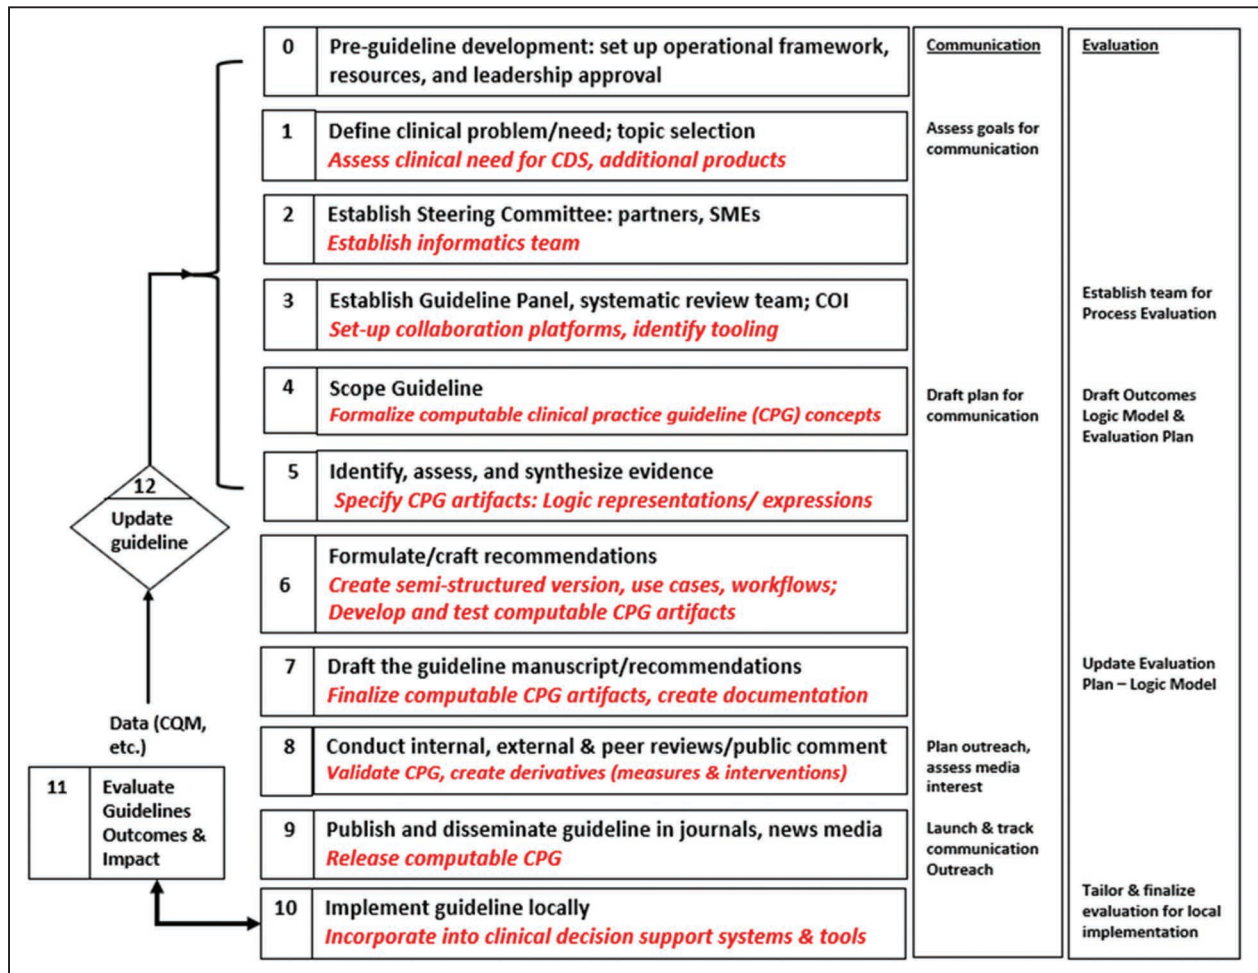 0
Pre-guideline development: set up operational framework,
resources, and leadership approval
Communication
Evaluation
1
Define clinical problem/need; topic selection
Assess clinical need for CDS, additional products
Assess goals for
communication
2
Establish Steering Committee: partners, SMEs
Establish informatics team
3
Establish Guideline Panel, systematic review team; COI
Set-up collaboration platforms, identify tooling
Establish team for
Process Evaluation
4
Scope Guideline
Formalize computable clinical practice guideline (CPG) concepts
Draft plan for
communication
Draft Outcomes
Logic Model &
Evaluation Plan
5
Identify, assess, and synthesize evidence
Specify CPG artifacts: Logic representations/ expressions
12
Update
guideline
6
Formulate/craft recommendations
Create semi-structured version, use cases, workflows;
Develop and test computable CPG artifacts
7
Draft the guideline manuscript/recommendations
Finalize computable CPG artifacts, create documentation
Update Evaluation
Plan – Logic Model
Data (CQM,
etc.)
8
Conduct internal, external & peer reviews/public comment
Validate CPG, create derivatives (measures & interventions)
Plan outreach,
assess media
interest
11
Evaluate
Guidelines
Outcomes &
Impact
9
Publish and disseminate guideline in journals, news media
Release computable CPG
Launch & track
communication
Outreach
10
Implement guideline locally
Incorporate into clinical decision support systems & tools
Tailor & finalize
evaluation for local
implementation